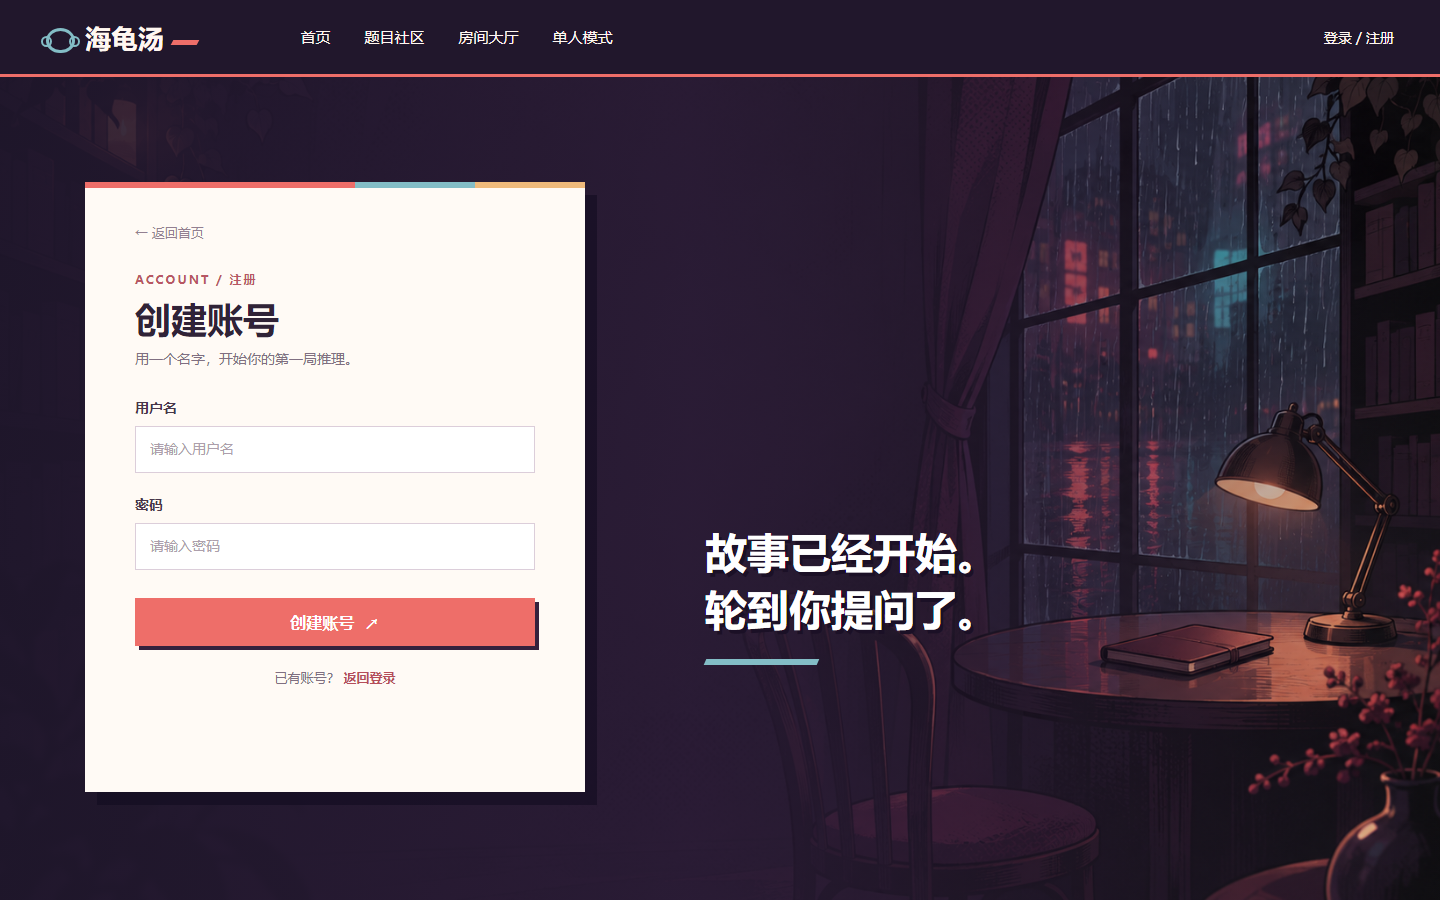 海龟汤
首页 题目社区 房间大厅 单人模式
登录 / 注册
← 返回首页
ACCOUNT / 注册
创建账号
用一个名字，开始你的第一局推理。
用户名
请输入用户名
密码
请输入密码
创建账号 ↗
已有账号？ 返回登录
故事已经开始。
轮到你提问了。